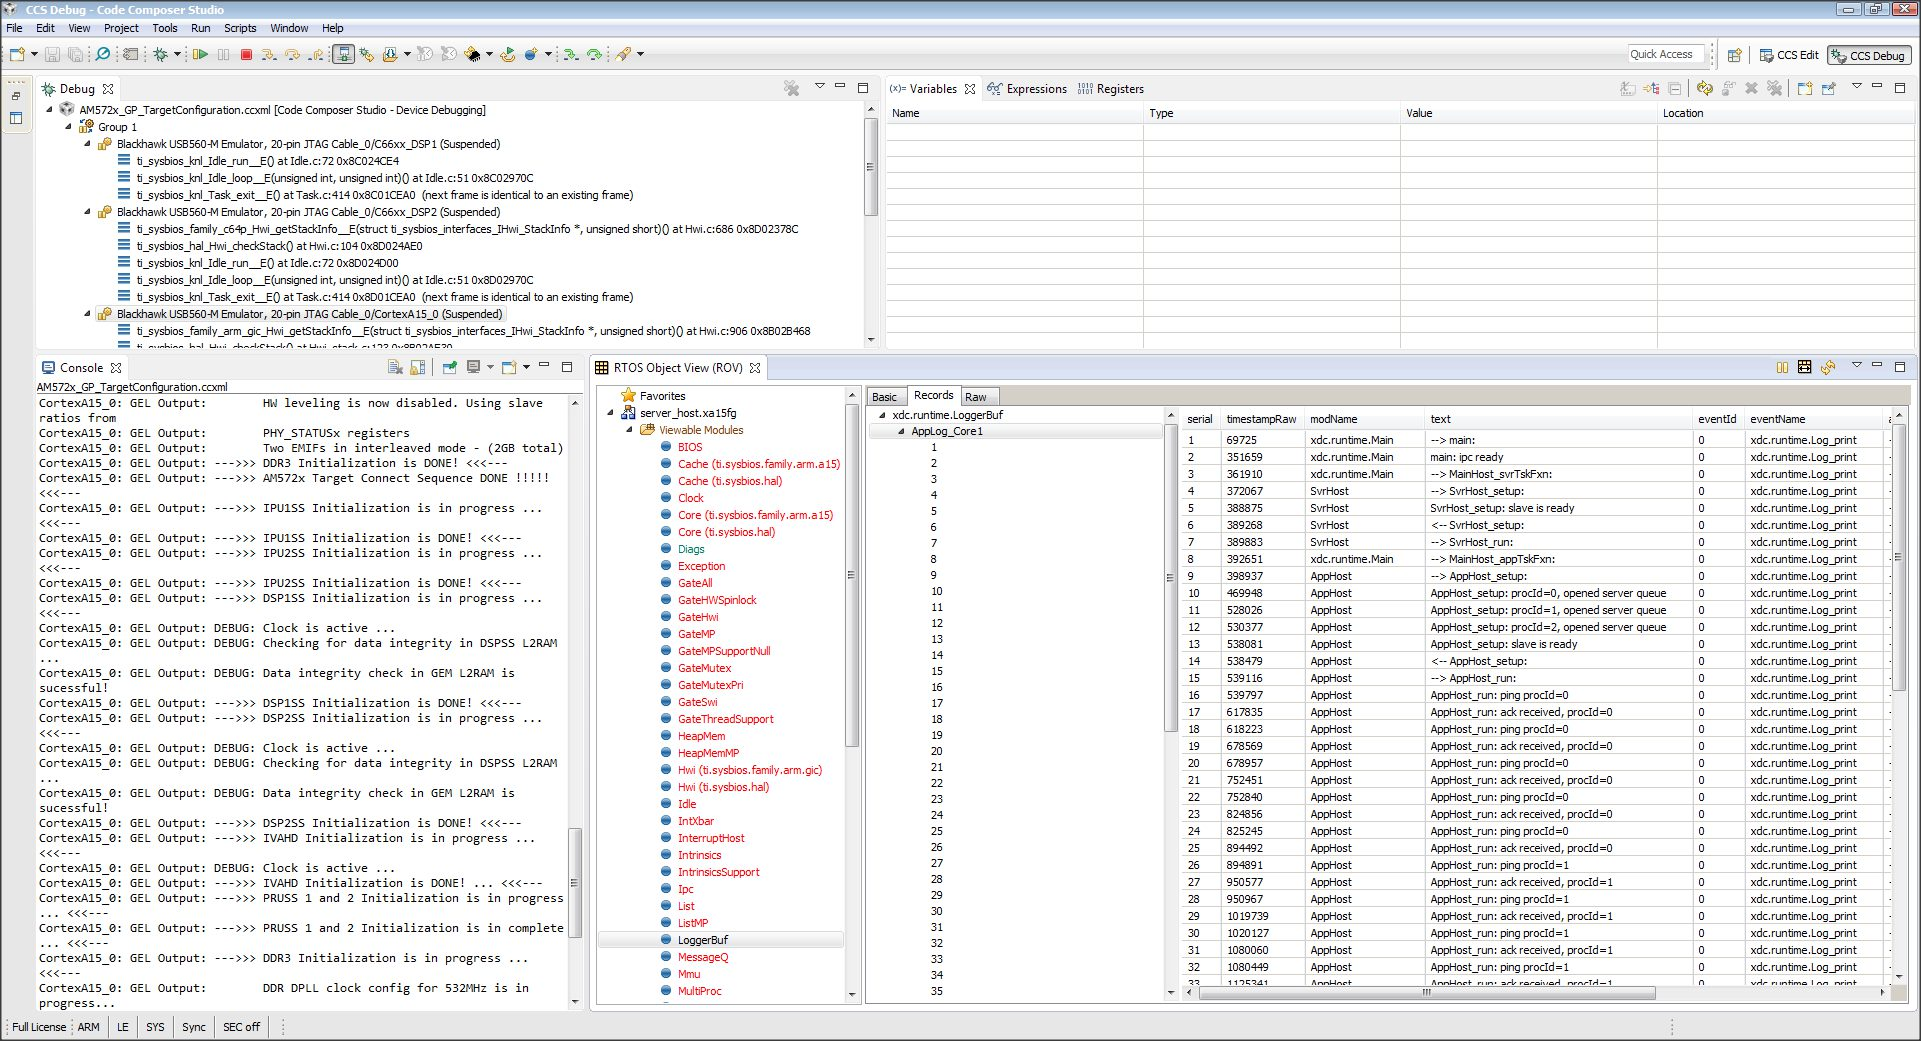 CCS Debug - Code Composer Studio
File Edit View Project Tools Run Scripts Window Help
Quick Access CCS Edit CCS Debug
Debug
AM572x_GP_TargetConfiguration.ccxml [Code Composer Studio - Device Debugging]
Group 1
Blackhawk USB560-M Emulator, 20-pin JTAG Cable_0/C66xx_DSP1 (Suspended)
ti_sysbios_knl_Idle_run__E() at Idle.c:72 0x8C024CE4
ti_sysbios_knl_Idle_loop__E(unsigned int, unsigned int)() at Idle.c:51 0x8C02970C
ti_sysbios_knl_Task_exit__E() at Task.c:414 0x8C01CEA0 (next frame is identical to an existing frame)
Blackhawk USB560-M Emulator, 20-pin JTAG Cable_0/C66xx_DSP2 (Suspended)
ti_sysbios_family_c64p_Hwi_getStackInfo__E(struct ti_sysbios_interfaces_IHwi_StackInfo *, unsigned short)() at Hwi.c:686 0x8D02378C
ti_sysbios_hal_Hwi_checkStack() at Hwi.c:104 0x8D024AE0
ti_sysbios_knl_Idle_run__E() at Idle.c:72 0x8D024D00
ti_sysbios_knl_Idle_loop__E(unsigned int, unsigned int)() at Idle.c:51 0x8D02970C
ti_sysbios_knl_Task_exit__E() at Task.c:414 0x8D01CEA0 (next frame is identical to an existing frame)
Blackhawk USB560-M Emulator, 20-pin JTAG Cable_0/CortexA15_0 (Suspended)
ti_sysbios_family_arm_gic_Hwi_getStackInfo__E(struct ti_sysbios_interfaces_IHwi_StackInfo *, unsigned short)() at Hwi.c:906 0x8B02B468
(x)= Variables Expressions 1010 0101 Registers
Name Type Value Location
Console
AM572x_GP_TargetConfiguration.ccxml
CortexA15_0: GEL Output: HW leveling is now disabled. Using slave
ratios from
CortexA15_0: GEL Output: PHY_STATUSx registers
CortexA15_0: GEL Output: Two EMIFs in interleaved mode - (2GB total)
CortexA15_0: GEL Output: --->>> DDR3 Initialization is DONE! <<<---
CortexA15_0: GEL Output: --->>> AM572x Target Connect Sequence DONE !!!!!
<<<---
CortexA15_0: GEL Output: --->>> IPU1SS Initialization is in progress ...
<<<---
CortexA15_0: GEL Output: --->>> IPU1SS Initialization is DONE! <<<---
CortexA15_0: GEL Output: --->>> IPU2SS Initialization is in progress ...
<<<---
CortexA15_0: GEL Output: --->>> IPU2SS Initialization is DONE! <<<---
CortexA15_0: GEL Output: --->>> DSP1SS Initialization is in progress ...
<<<---
CortexA15_0: GEL Output: DEBUG: Clock is active ...
CortexA15_0: GEL Output: DEBUG: Checking for data integrity in DSPSS L2RAM
...
CortexA15_0: GEL Output: DEBUG: Data integrity check in GEM L2RAM is
sucessful!
CortexA15_0: GEL Output: --->>> DSP1SS Initialization is DONE! <<<---
CortexA15_0: GEL Output: --->>> DSP2SS Initialization is in progress ...
<<<---
CortexA15_0: GEL Output: DEBUG: Clock is active ...
CortexA15_0: GEL Output: DEBUG: Checking for data integrity in DSPSS L2RAM
...
CortexA15_0: GEL Output: DEBUG: Data integrity check in GEM L2RAM is
sucessful!
CortexA15_0: GEL Output: --->>> DSP2SS Initialization is DONE! <<<---
CortexA15_0: GEL Output: --->>> IVAHD Initialization is in progress ...
<<<---
CortexA15_0: GEL Output: DEBUG: Clock is active ...
CortexA15_0: GEL Output: --->>> IVAHD Initialization is DONE! ... <<<---
CortexA15_0: GEL Output: --->>> PRUSS 1 and 2 Initialization is in progress
... <<<---
CortexA15_0: GEL Output: --->>> PRUSS 1 and 2 Initialization is in complete
... <<<---
CortexA15_0: GEL Output: --->>> DDR3 Initialization is in progress ...
<<<---
CortexA15_0: GEL Output: DDR DPLL clock config for 532MHz is in
progress...
RTOS Object View (ROV)
Favorites
server_host.xa15fg
Viewable Modules
BIOS
Cache (ti.sysbios.family.arm.a15)
Cache (ti.sysbios.hal)
Clock
Core (ti.sysbios.family.arm.a15)
Core (ti.sysbios.hal)
Diags
Exception
GateAll
GateHWSpinlock
GateHwi
GateMP
GateMPSupportNull
GateMutex
GateMutexPri
GateSwi
GateThreadSupport
HeapMem
HeapMemMP
Hwi (ti.sysbios.family.arm.gic)
Hwi (ti.sysbios.hal)
Idle
IntXbar
InterruptHost
Intrinsics
IntrinsicsSupport
Ipc
List
ListMP
LoggerBuf
MessageQ
Mmu
MultiProc
Basic Records Raw
xdc.runtime.LoggerBuf
AppLog_Core1
1
2
3
4
5
6
7
8
9
10
11
12
13
14
15
16
17
18
19
20
21
22
23
24
25
26
27
28
29
30
31
32
33
34
35
serial timestampRaw modName text eventId eventName
1 69725 xdc.runtime.Main --> main: 0 xdc.runtime.Log_print
2 351659 xdc.runtime.Main main: ipc ready 0 xdc.runtime.Log_print
3 361910 xdc.runtime.Main --> MainHost_svrTskFxn: 0 xdc.runtime.Log_print
4 372067 SvrHost --> SvrHost_setup: 0 xdc.runtime.Log_print
5 388875 SvrHost SvrHost_setup: slave is ready 0 xdc.runtime.Log_print
6 389268 SvrHost <-- SvrHost_setup: 0 xdc.runtime.Log_print
7 389883 SvrHost --> SvrHost_run: 0 xdc.runtime.Log_print
8 392651 xdc.runtime.Main --> MainHost_appTskFxn: 0 xdc.runtime.Log_print
9 398937 AppHost --> AppHost_setup: 0 xdc.runtime.Log_print
10 469948 AppHost AppHost_setup: procId=0, opened server queue 0 xdc.runtime.Log_print
11 528026 AppHost AppHost_setup: procId=1, opened server queue 0 xdc.runtime.Log_print
12 530377 AppHost AppHost_setup: procId=2, opened server queue 0 xdc.runtime.Log_print
13 538081 AppHost AppHost_setup: slave is ready 0 xdc.runtime.Log_print
14 538479 AppHost <-- AppHost_setup: 0 xdc.runtime.Log_print
15 539116 AppHost --> AppHost_run: 0 xdc.runtime.Log_print
16 539797 AppHost AppHost_run: ping procId=0 0 xdc.runtime.Log_print
17 617835 AppHost AppHost_run: ack received, procId=0 0 xdc.runtime.Log_print
18 618223 AppHost AppHost_run: ping procId=0 0 xdc.runtime.Log_print
19 678569 AppHost AppHost_run: ack received, procId=0 0 xdc.runtime.Log_print
20 678957 AppHost AppHost_run: ping procId=0 0 xdc.runtime.Log_print
21 752451 AppHost AppHost_run: ack received, procId=0 0 xdc.runtime.Log_print
22 752840 AppHost AppHost_run: ping procId=0 0 xdc.runtime.Log_print
23 824856 AppHost AppHost_run: ack received, procId=0 0 xdc.runtime.Log_print
24 825245 AppHost AppHost_run: ping procId=0 0 xdc.runtime.Log_print
25 894492 AppHost AppHost_run: ack received, procId=0 0 xdc.runtime.Log_print
26 894891 AppHost AppHost_run: ping procId=1 0 xdc.runtime.Log_print
27 950577 AppHost AppHost_run: ack received, procId=1 0 xdc.runtime.Log_print
28 950967 AppHost AppHost_run: ping procId=1 0 xdc.runtime.Log_print
29 1019739 AppHost AppHost_run: ack received, procId=1 0 xdc.runtime.Log_print
30 1020127 AppHost AppHost_run: ping procId=1 0 xdc.runtime.Log_print
31 1080060 AppHost AppHost_run: ack received, procId=1 0 xdc.runtime.Log_print
32 1080449 AppHost AppHost_run: ping procId=1 0 xdc.runtime.Log_print
33 1125341 AppHost AppHost_run: ack received, procId=1 0 xdc.runtime.Log_print
Full License ARM LE SYS Sync SEC off